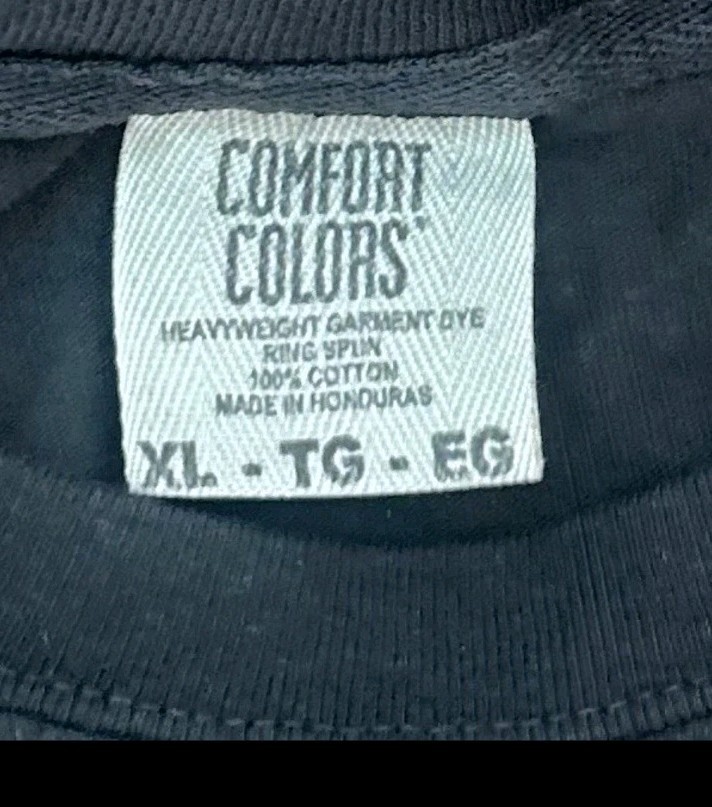 COMFORT
COLORS®
HEAVYWEIGHT GARMENT DYE
RING SPUN
100% COTTON
MADE IN HONDURAS
XL - TG - EG